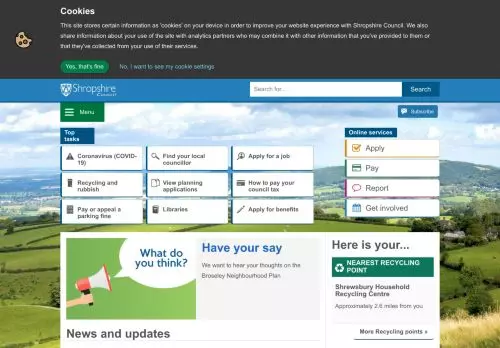 Cookies
This site stores certain information as 'cookies' on your device in order to improve your website experience with Shropshire Council. We also
share information about your use of the site with analytics partners who may combine it with other information that you've provided to them or
that they've collected from your use of their services.
Yes, that's fine
No, I want to see my cookie settings
Shropshire
Council
Search for...
Search
Menu
Subscribe
Top
tasks
Coronavirus (COVID-
19)
Find your local
councillor
Apply for a job
Recycling and
rubbish
View planning
applications
How to pay your
council tax
Pay or appeal a
parking fine
Libraries
Apply for benefits
Online services
Apply
Pay
Report
Get involved
What do
you think?
Have your say
We want to hear your thoughts on the
Broseley Neighbourhood Plan
News and updates
Here is your...
NEAREST RECYCLING
POINT
Shrewsbury Household
Recycling Centre
Approximately 2.6 miles from you
More Recycling points »